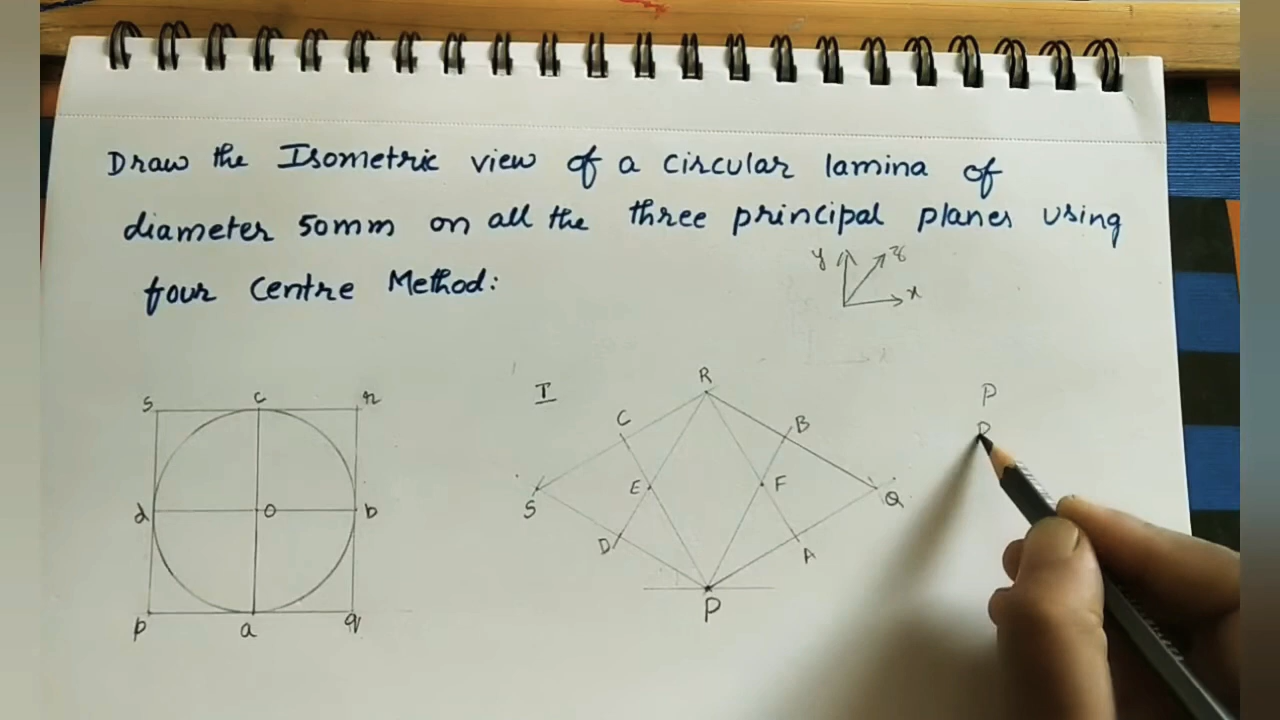 Draw the Isometric view of a circular lamina of
diameter 50mm on all the three principal planes using
four Centre Method:
y z
x
I
R
P
s c r
C B
R
d o b
S E F Q
D A
p a q
P